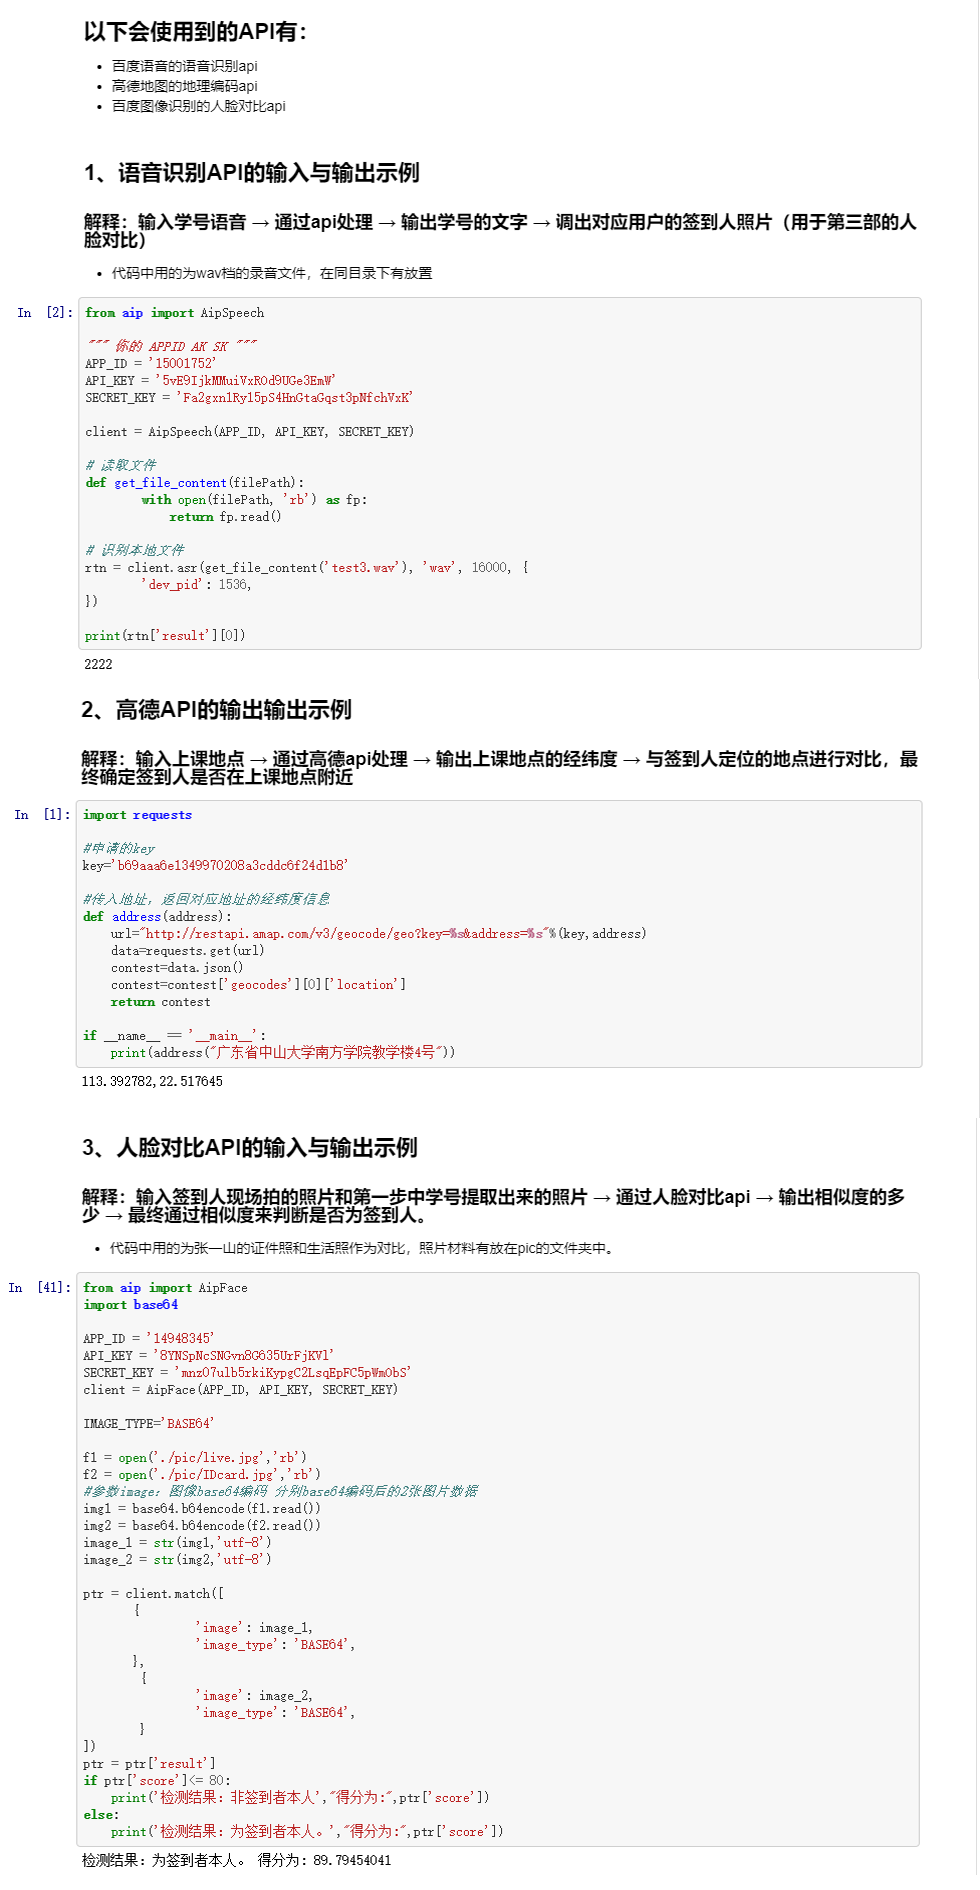 以下会使用到的API有：
• 百度语音的语音识别api
• 高德地图的地理编码api
• 百度图像识别的人脸对比api
1、语音识别API的输入与输出示例
解释：输入学号语音 → 通过api处理 → 输出学号的文字 → 调出对应用户的签到人照片（用于第三部的人
脸对比）
• 代码中用的为wav档的录音文件，在同目录下有放置
In [2]: from aip import AipSpeech
""" 你的 APPID AK SK """
APP_ID = '15001752'
API_KEY = '5vE9IjkMMuiVxROd9UGe3EmW'
SECRET_KEY = 'Fa2gxnlRyl5pS4HnGtaGqst3pNfchVxK'
client = AipSpeech(APP_ID, API_KEY, SECRET_KEY)
# 读取文件
def get_file_content(filePath):
with open(filePath, 'rb') as fp:
return fp.read()
# 识别本地文件
rtn = client.asr(get_file_content('test3.wav'), 'wav', 16000, {
'dev_pid': 1536,
})
print(rtn['result'][0])
2222
2、高德API的输出输出示例
解释：输入上课地点 → 通过高德api处理 → 输出上课地点的经纬度 → 与签到人定位的地点进行对比，最
终确定签到人是否在上课地点附近
In [1]: import requests
#申请的key
key='b69aaa6e1349970208a3cddc6f24d1b8'
#传入地址，返回对应地址的经纬度信息
def address(address):
url="http://restapi.amap.com/v3/geocode/geo?key=%s&address=%s"%(key,address)
data=requests.get(url)
contest=data.json()
contest=contest['geocodes'][0]['location']
return contest
if __name__ == '__main__':
print(address("广东省中山大学南方学院教学楼4号"))
113.392782,22.517645
3、人脸对比API的输入与输出示例
解释：输入签到人现场拍的照片和第一步中学号提取出来的照片 → 通过人脸对比api → 输出相似度的多
少 → 最终通过相似度来判断是否为签到人。
• 代码中用的为张一山的证件照和生活照作为对比，照片材料有放在pic的文件夹中。
In [41]: from aip import AipFace
import base64
APP_ID = '14948345'
API_KEY = '8YNSpNcSNGvn8G635UrFjKVl'
SECRET_KEY = 'mnzO7ulb5rkiKypgC2LsqEpFC5pWmObS'
client = AipFace(APP_ID, API_KEY, SECRET_KEY)
IMAGE_TYPE='BASE64'
f1 = open('./pic/live.jpg','rb')
f2 = open('./pic/IDcard.jpg','rb')
#参数image：图像base64编码 分别base64编码后的2张图片数据
img1 = base64.b64encode(f1.read())
img2 = base64.b64encode(f2.read())
image_1 = str(img1,'utf-8')
image_2 = str(img2,'utf-8')
ptr = client.match([
{
'image': image_1,
'image_type': 'BASE64',
},
{
'image': image_2,
'image_type': 'BASE64',
}
])
ptr = ptr['result']
if ptr['score']<= 80:
print('检测结果：非签到者本人',"得分为:",ptr['score'])
else:
print('检测结果：为签到者本人。',"得分为:",ptr['score'])
检测结果：为签到者本人。 得分为: 89.79454041